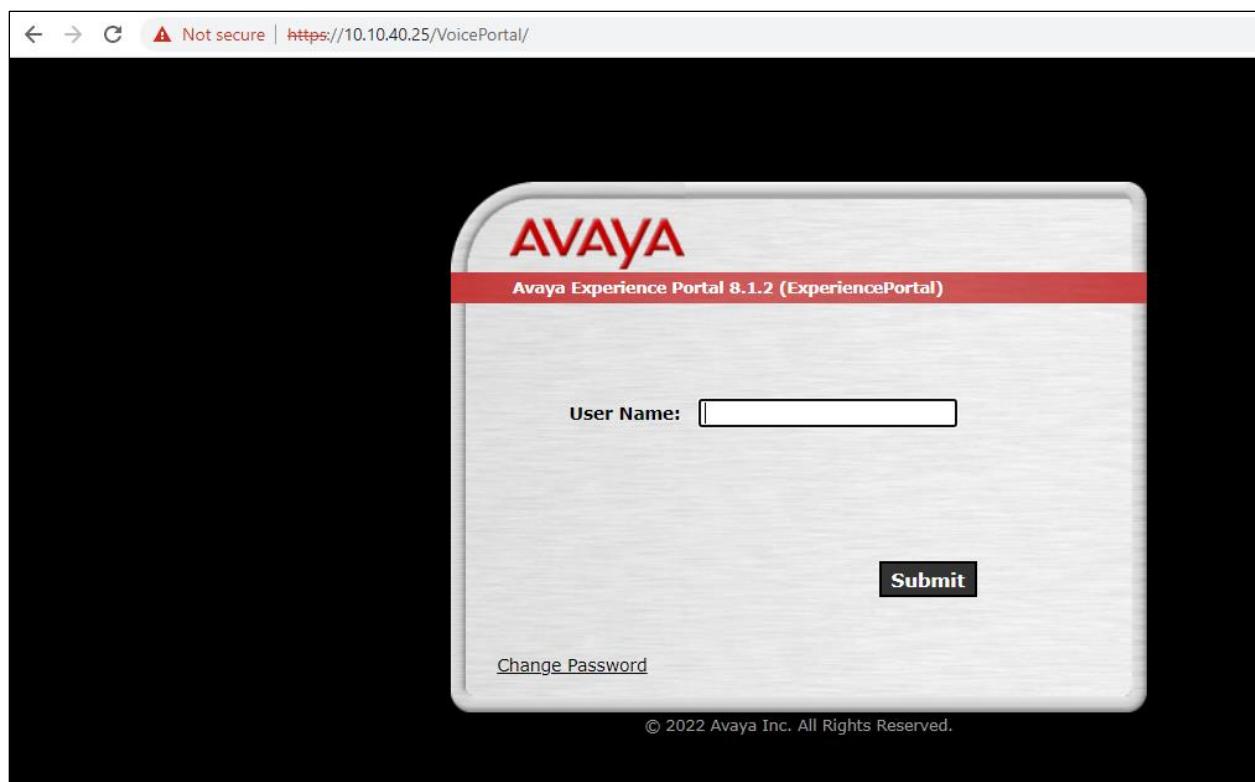 Not secure | https://10.10.40.25/VoicePortal/
AVAYA
Avaya Experience Portal 8.1.2 (ExperiencePortal)
User Name:
Submit
Change Password
© 2022 Avaya Inc. All Rights Reserved.